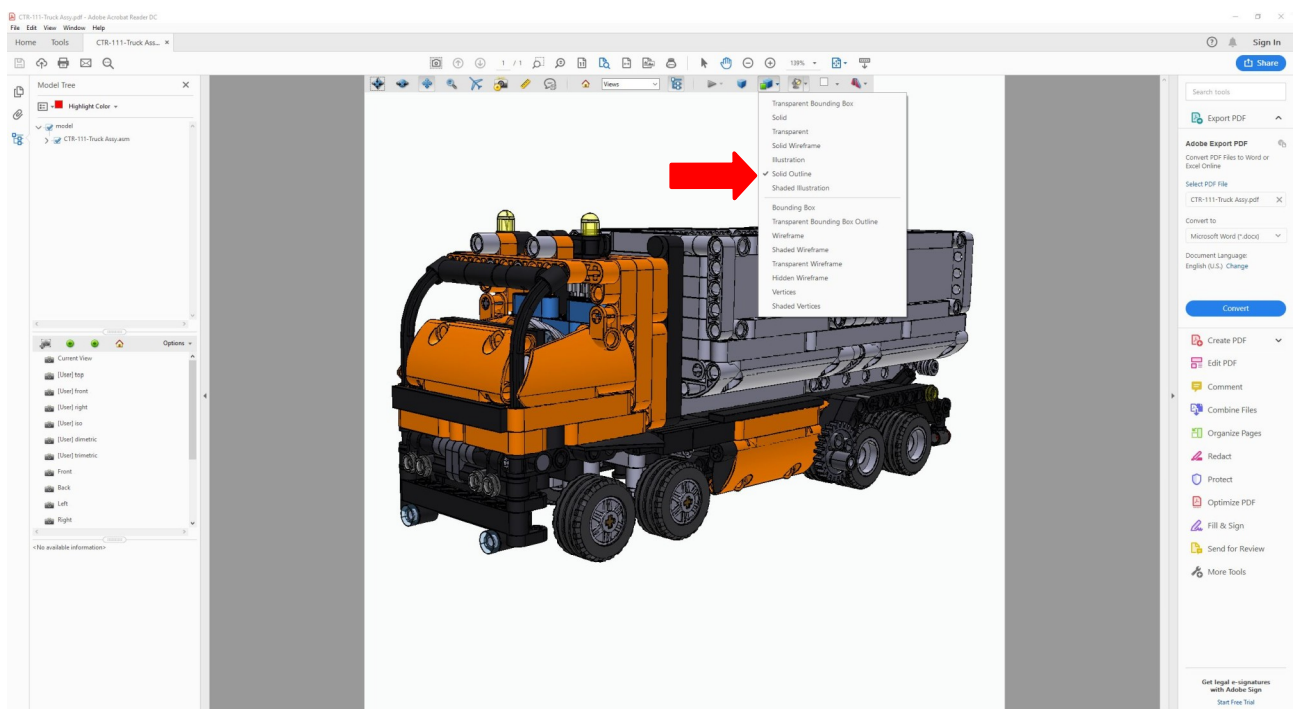 CTR-111-Truck Assy.pdf - Adobe Acrobat Reader DC
File Edit View Window Help
Home Tools CTR-111-Truck Ass... × Sign In
1 / 1 139% Share
Model Tree
Highlight Color
model
CTR-111-Truck Assy.asm
Options
Current View
[User] top
[User] front
[User] right
[User] iso
[User] dimetric
[User] trimetric
Front
Back
Left
Right
<No available information>
Views
Transparent Bounding Box
Solid
Transparent
Solid Wireframe
Illustration
Solid Outline
Shaded Illustration
Bounding Box
Transparent Bounding Box Outline
Wireframe
Shaded Wireframe
Transparent Wireframe
Hidden Wireframe
Vertices
Shaded Vertices
Search tools
Export PDF
Adobe Export PDF
Convert PDF Files to Word or
Excel Online
Select PDF File
CTR-111-Truck Assy.pdf
Convert to
Microsoft Word (*.docx)
Document Language:
English (U.S.) Change
Convert
Create PDF
Edit PDF
Comment
Combine Files
Organize Pages
Redact
Protect
Optimize PDF
Fill & Sign
Send for Review
More Tools
Get legal e-signatures
with Adobe Sign
Start Free Trial